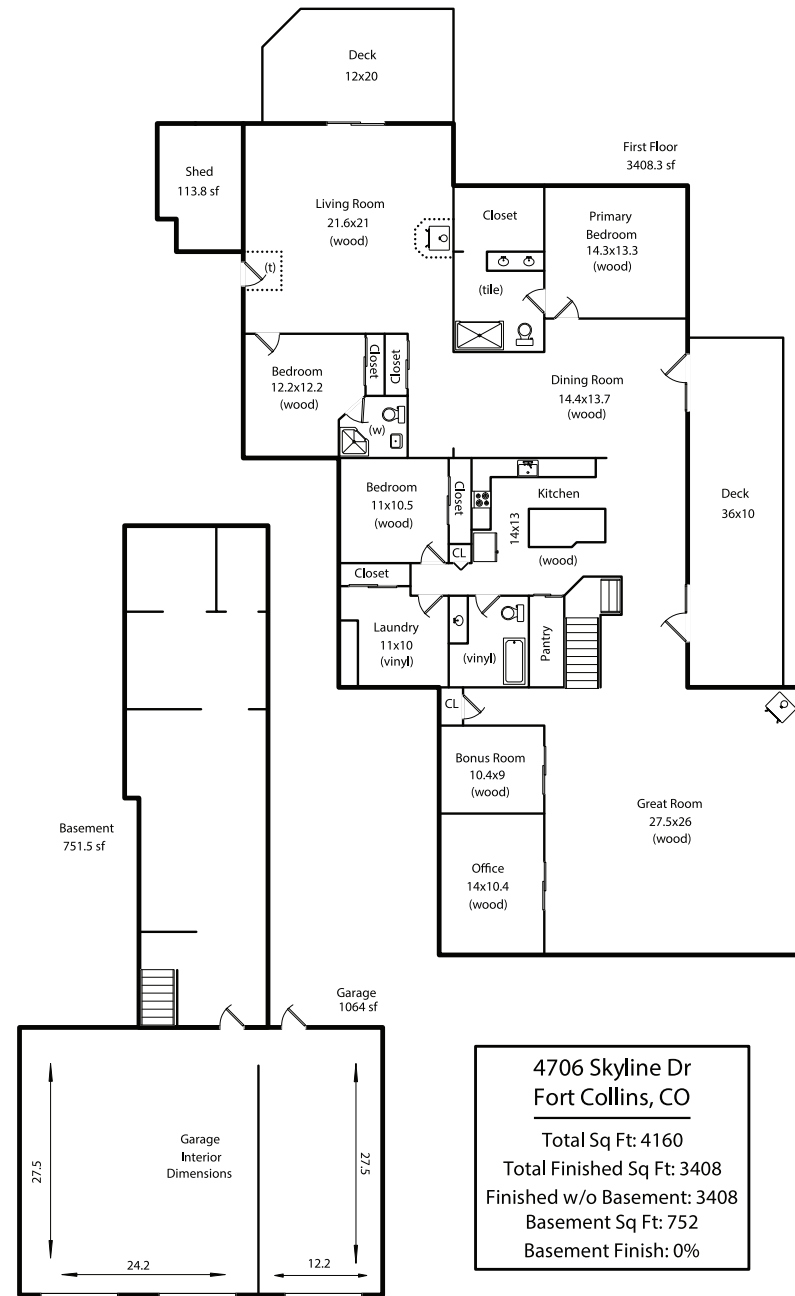 Deck
12x20
First Floor
3408.3 sf
Shed
113.8 sf
Living Room
21.6x21
(wood)
Closet
Primary
Bedroom
14.3x13.3
(wood)
(t)
(tile)
Bedroom
12.2x12.2
(wood)
Closet
Closet
(w)
Dining Room
14.4x13.7
(wood)
Bedroom
11x10.5
(wood)
Closet
CL
Kitchen
14x13
(wood)
Deck
36x10
Closet
Laundry
11x10
(vinyl)
(vinyl)
Pantry
CL
Bonus Room
10.4x9
(wood)
Great Room
27.5x26
(wood)
Office
14x10.4
(wood)
Basement
751.5 sf
Garage
1064 sf
Garage
Interior
Dimensions
27.5
27.5
24.2
12.2
4706 Skyline Dr
Fort Collins, CO
Total Sq Ft: 4160
Total Finished Sq Ft: 3408
Finished w/o Basement: 3408
Basement Sq Ft: 752
Basement Finish: 0%